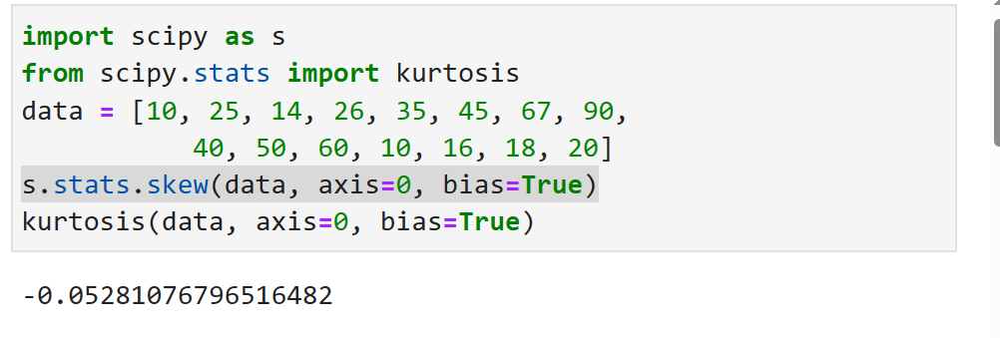 import scipy as s
from scipy.stats import kurtosis
data = [10, 25, 14, 26, 35, 45, 67, 90,
           40, 50, 60, 10, 16, 18, 20]
s.stats.skew(data, axis=0, bias=True)
kurtosis(data, axis=0, bias=True)
-0.05281076796516482